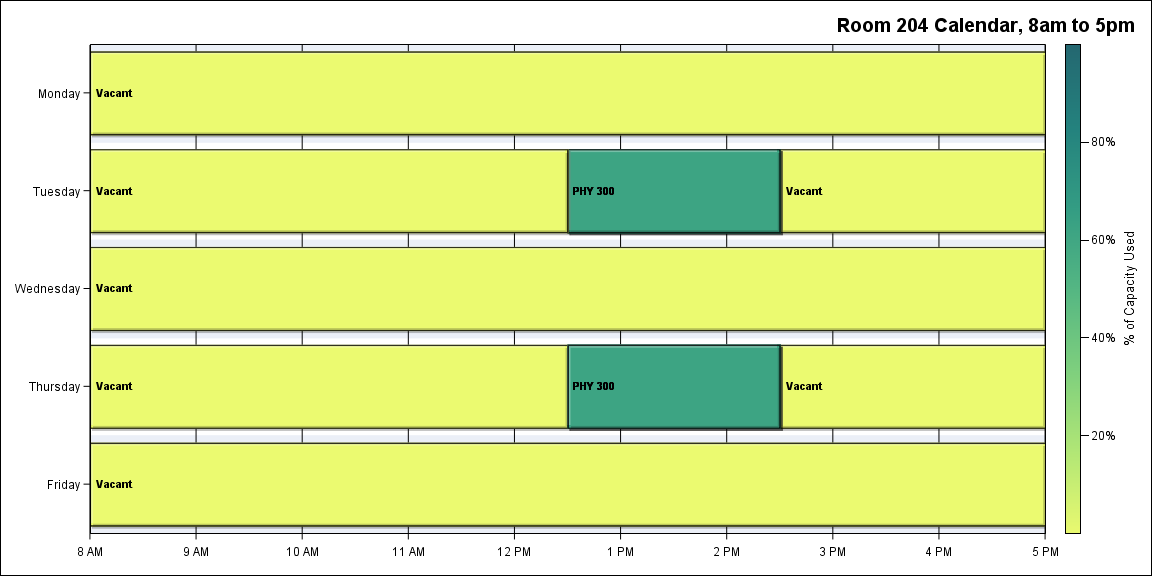 Room 204 Calendar, 8am to 5pm
Monday
Vacant
Tuesday
Vacant
PHY 300
Vacant
Wednesday
Vacant
Thursday
Vacant
PHY 300
Vacant
Friday
Vacant
8 AM
9 AM
10 AM
11 AM
12 PM
1 PM
2 PM
3 PM
4 PM
5 PM
80%
60%
40%
20%
% of Capacity Used